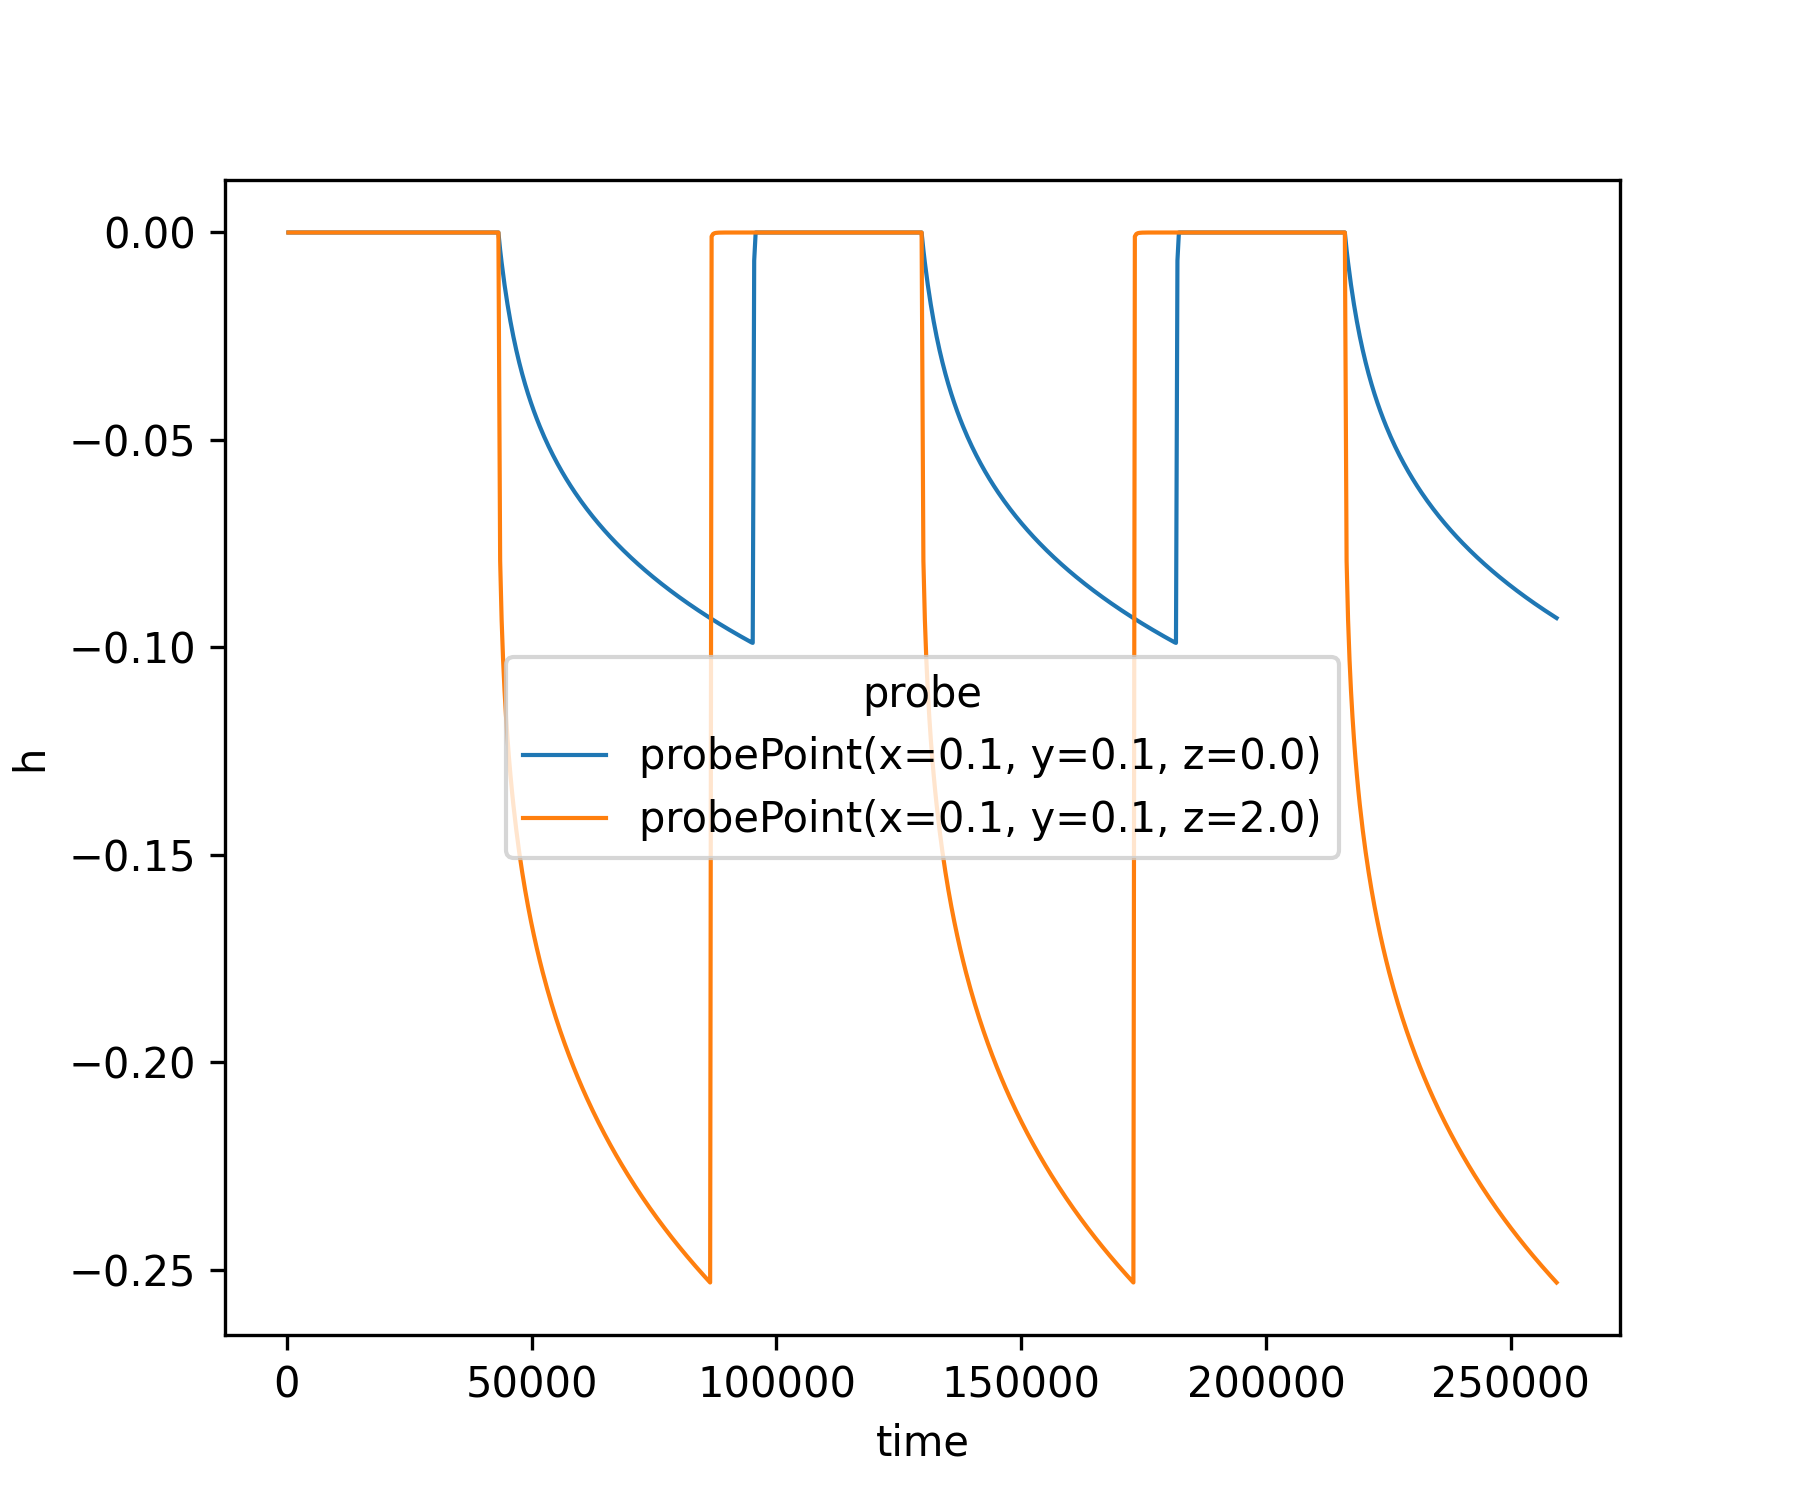 0.00
−0.05
−0.10
−0.15
−0.20
−0.25
h
probe
probePoint(x=0.1, y=0.1, z=0.0)
probePoint(x=0.1, y=0.1, z=2.0)
0 50000 100000 150000 200000 250000
time